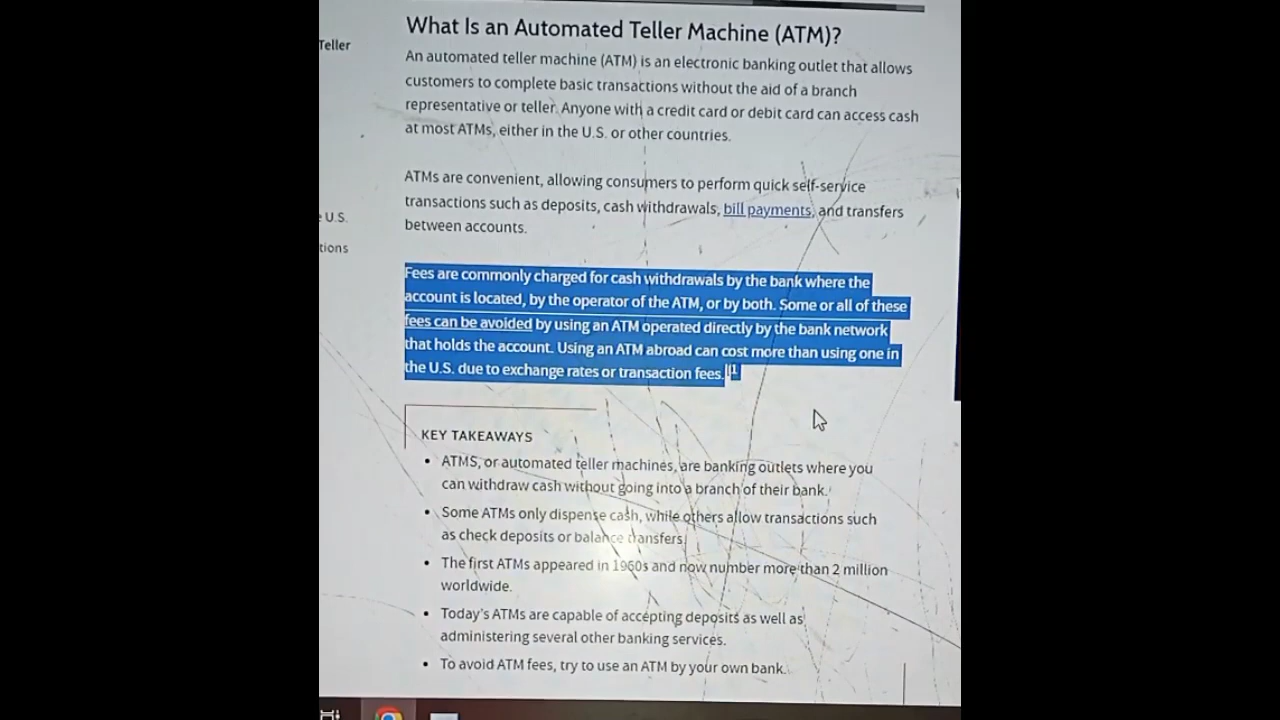 What Is an Automated Teller Machine (ATM)?
Teller
An automated teller machine (ATM) is an electronic banking outlet that allows
customers to complete basic transactions without the aid of a branch
representative or teller. Anyone with a credit card or debit card can access cash
at most ATMs, either in the U.S. or other countries.
ATMs are convenient, allowing consumers to perform quick self-service
transactions such as deposits, cash withdrawals, bill payments, and transfers
between accounts.
U.S.
tions
Fees are commonly charged for cash withdrawals by the bank where the
account is located, by the operator of the ATM, or by both. Some or all of these
fees can be avoided by using an ATM operated directly by the bank network
that holds the account. Using an ATM abroad can cost more than using one in
the U.S. due to exchange rates or transaction fees.[1
KEY TAKEAWAYS
• ATMS, or automated teller machines, are banking outlets where you
can withdraw cash without going into a branch of their bank.
• Some ATMs only dispense cash, while others allow transactions such
as check deposits or balance transfers.
• The first ATMs appeared in 1960s and now number more than 2 million
worldwide.
• Today's ATMs are capable of accepting deposits as well as
administering several other banking services.
• To avoid ATM fees, try to use an ATM by your own bank.